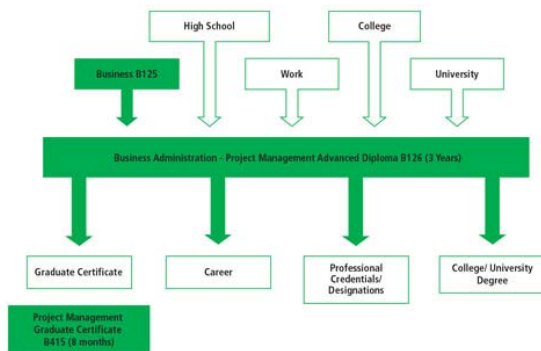 High School
College
Business B125
Work
University
Business Administration - Project Management Advanced Diploma B126 (3 Years)
Graduate Certificate
Career
Professional
Credentials/
Designations
College/ University
Degree
Project Management
Graduate Certificate
B415 (8 months)